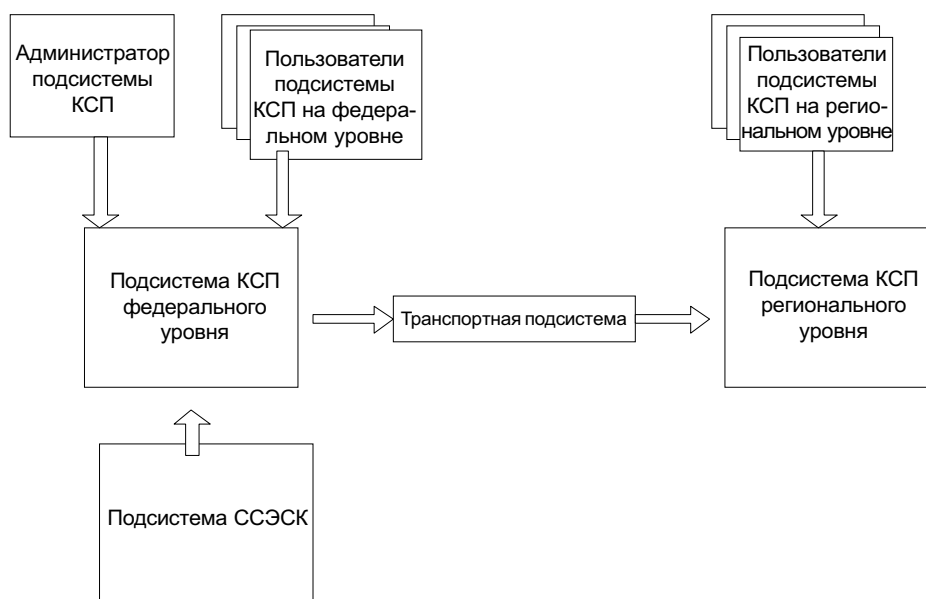 Администратор
подсистемы
КСП
Пользователи
подсистемы
КСП на федера-
льном уровне
Пользователи
подсистемы
КСП на регио-
нальном уровне
Подсистема КСП
федерального
уровня
Транспортная подсистема
Подсистема КСП
регионального
уровня
Подсистема ССЭСК